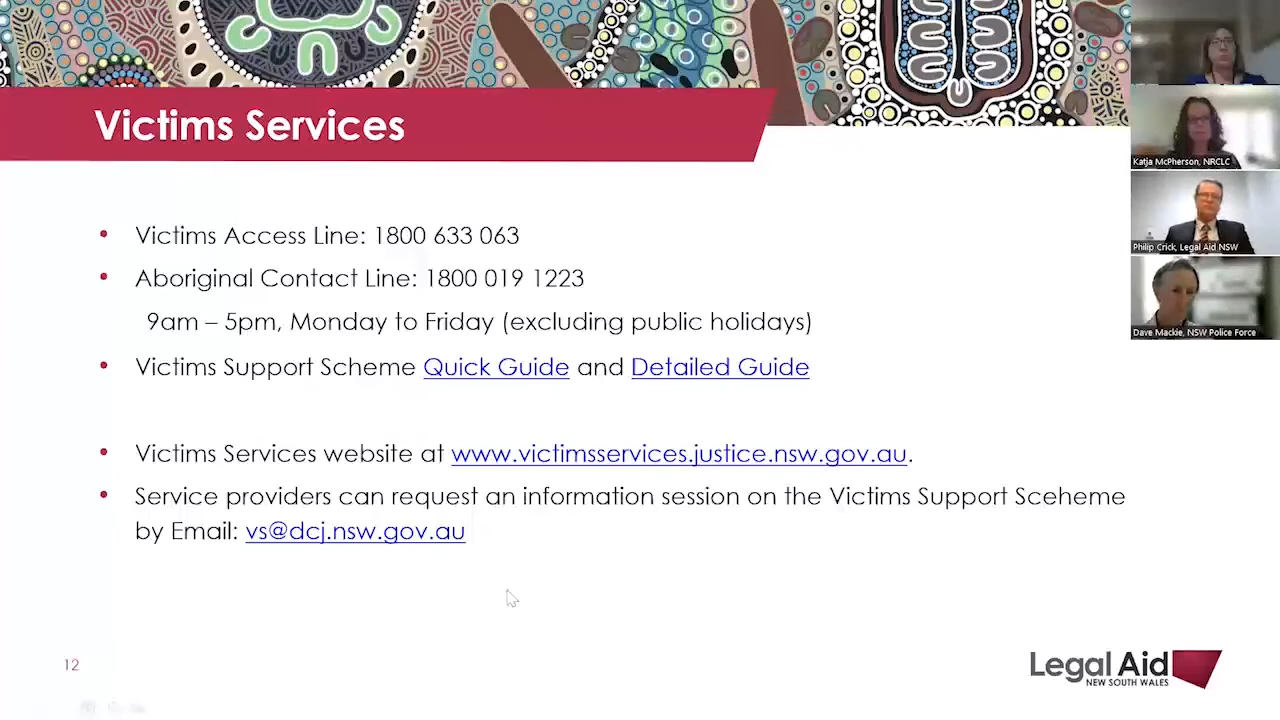 Victims Services
• Victims Access Line: 1800 633 063
• Aboriginal Contact Line: 1800 019 1223
9am – 5pm, Monday to Friday (excluding public holidays)
• Victims Support Scheme Quick Guide and Detailed Guide
• Victims Services website at www.victimsservices.justice.nsw.gov.au.
• Service providers can request an information session on the Victims Support Sceheme
by Email: vs@dcj.nsw.gov.au
12
Legal Aid
NEW SOUTH WALES
Katja McPherson, NRCLC
Philip Crick, Legal Aid NSW
Dave Mackie, NSW Police Force